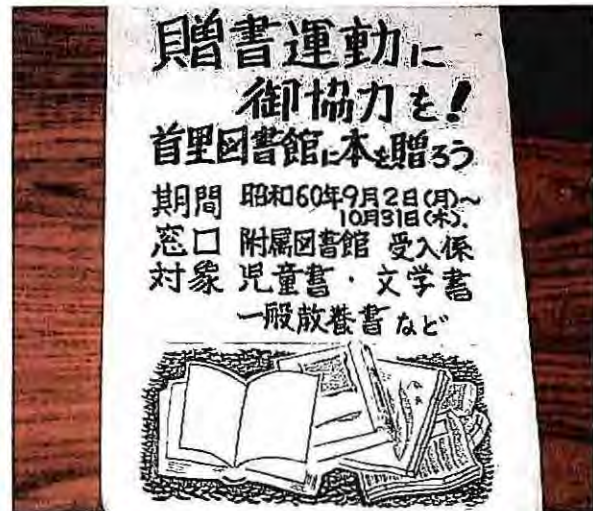 贈書運動に
御協力を!
首里図書館に本を贈ろう
期間 昭和60年9月2日(月)~
10月31日(木).
窓口 附属図書館 受入係
対象 児童書・文学書
一般教養書など